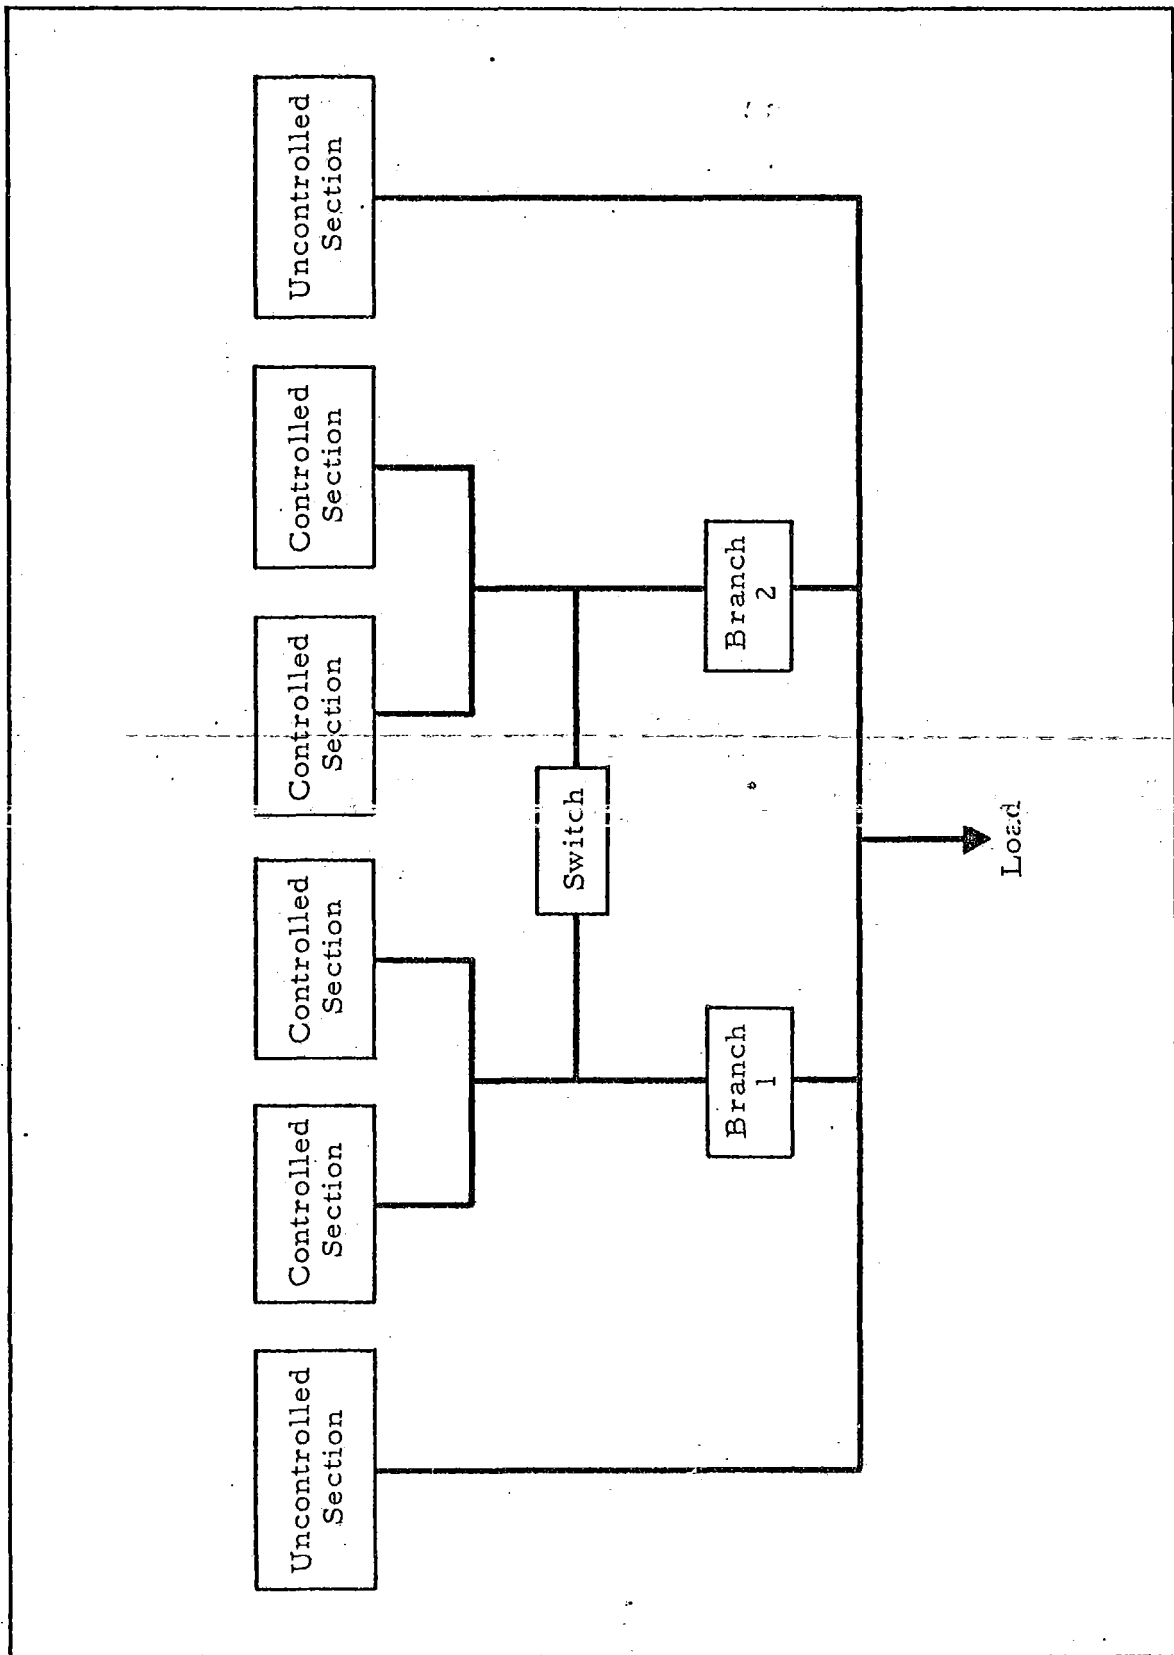 Uncontrolled
Section
Controlled
Section
Controlled
Section
Controlled
Section
Controlled
Section
Uncontrolled
Section
Switch
Branch
1
Branch
2
Load